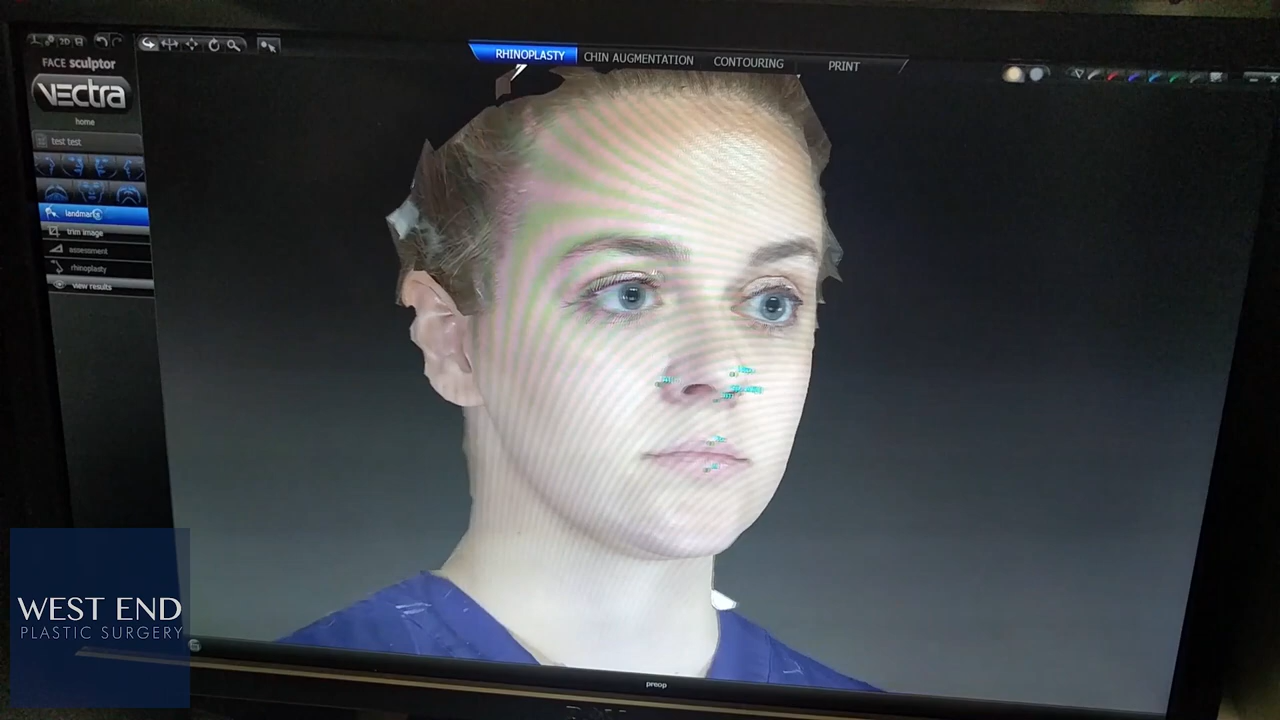 2D
RHINOPLASTY
CHIN AUGMENTATION
CONTOURING
PRINT
FACE sculptor
vectra
home
test test
landmarks
trim image
assessment
rhinoplasty
view results
WEST END
PLASTIC SURGERY
preop